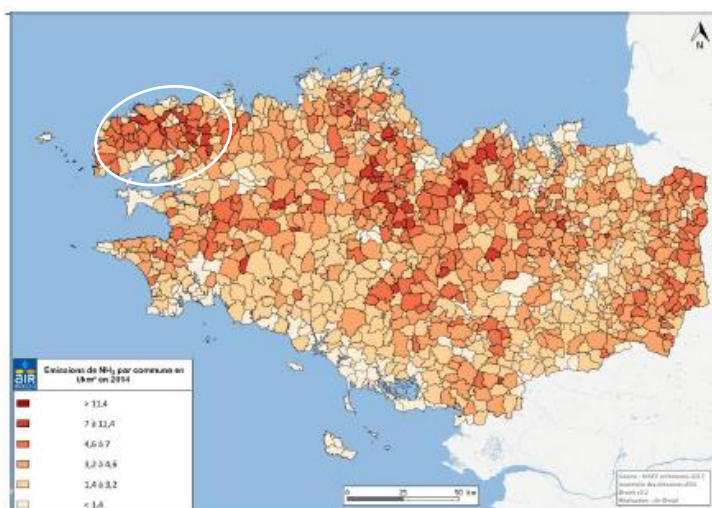 N
Emissions de NH₃ par commune en
t/km² en 2014
> 11,4
7 à 11,4
4,6 à 7
3,2 à 4,6
1,4 à 3,2
< 1,4
air
0 25 50 km